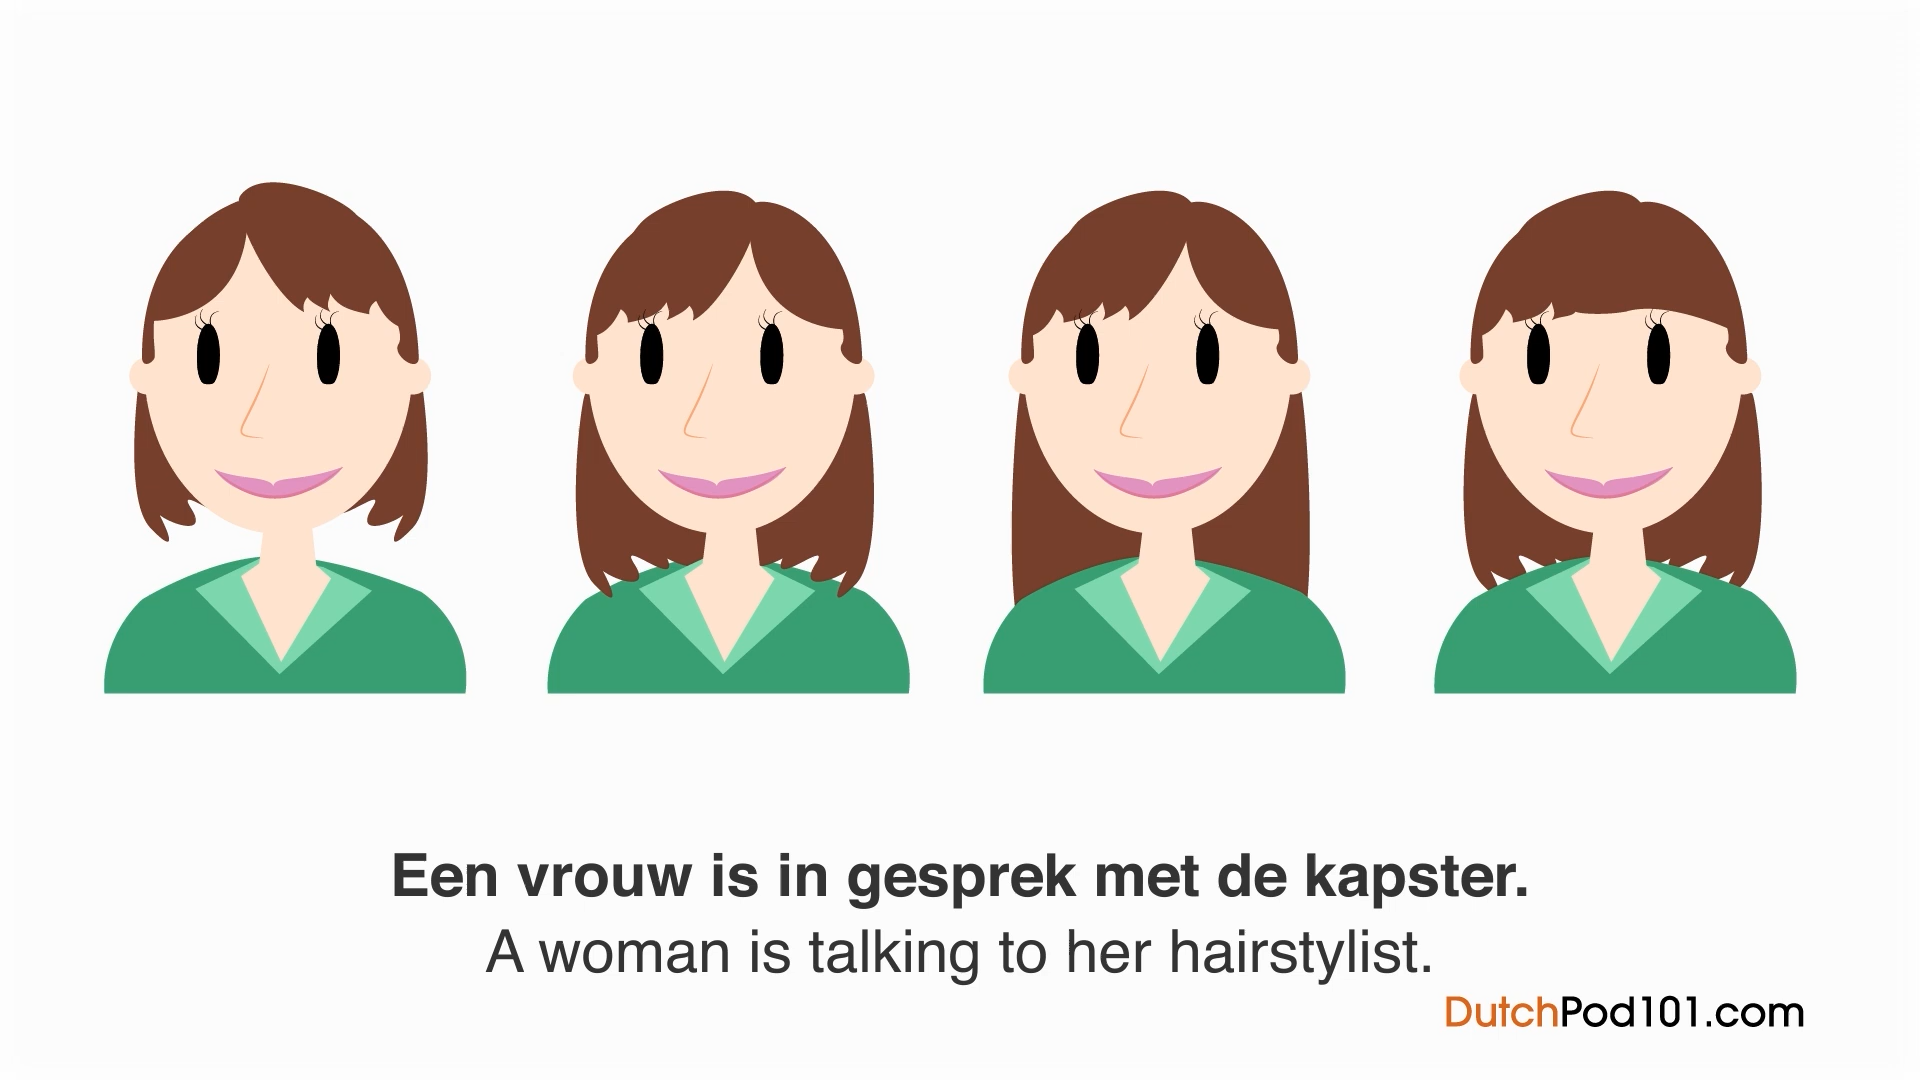 Een vrouw is in gesprek met de kapster.
A woman is talking to her hairstylist.
DutchPod101.com